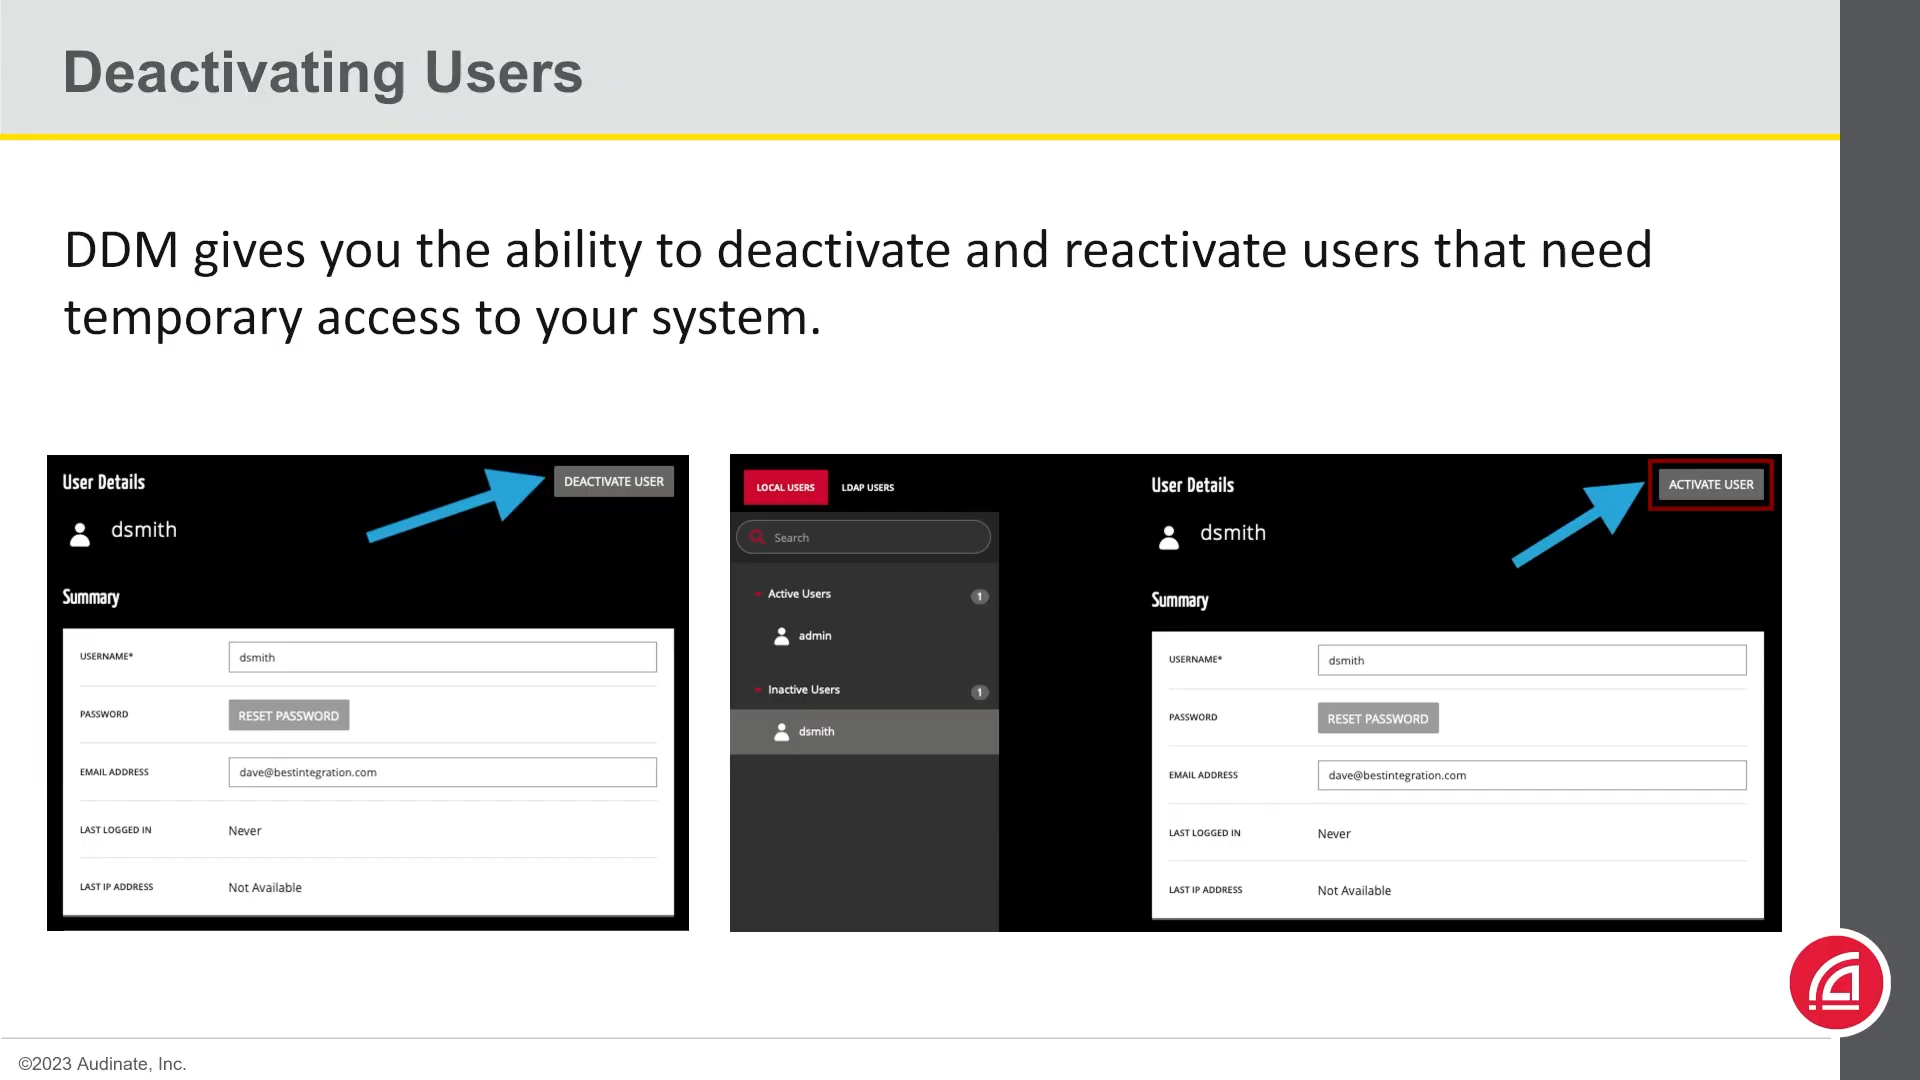 Deactivating Users
DDM gives you the ability to deactivate and reactivate users that need
temporary access to your system.
User Details
DEACTIVATE USER
dsmith
Summary
USERNAME*
dsmith
PASSWORD
RESET PASSWORD
EMAIL ADDRESS
dave@bestintegration.com
LAST LOGGED IN
Never
LAST IP ADDRESS
Not Available
LOCAL USERS
LDAP USERS
Search
Active Users
1
admin
Inactive Users
1
dsmith
User Details
ACTIVATE USER
dsmith
Summary
USERNAME*
dsmith
PASSWORD
RESET PASSWORD
EMAIL ADDRESS
dave@bestintegration.com
LAST LOGGED IN
Never
LAST IP ADDRESS
Not Available
©2023 Audinate, Inc.